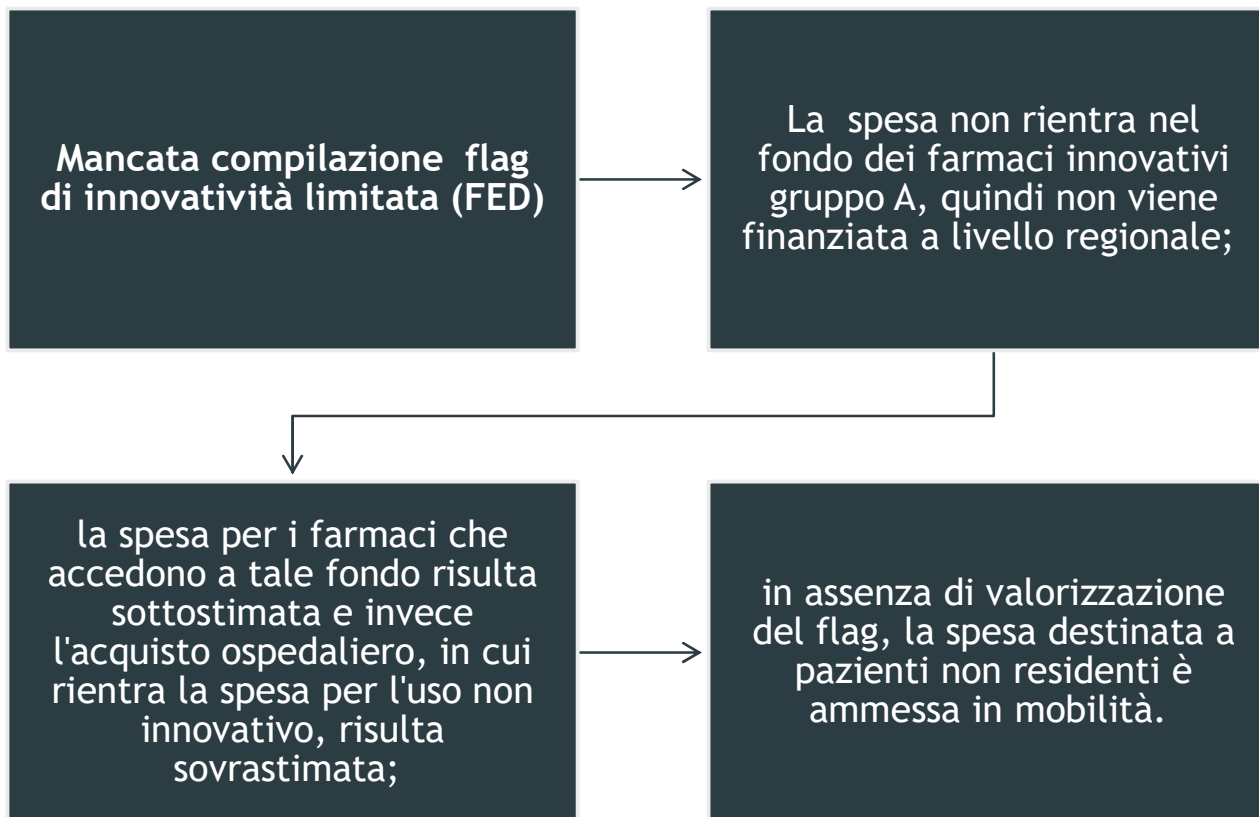 Mancata compilazione flag
di innovatività limitata (FED)
La spesa non rientra nel
fondo dei farmaci innovativi
gruppo A, quindi non viene
finanziata a livello regionale;
la spesa per i farmaci che
accedono a tale fondo risulta
sottostimata e invece
l'acquisto ospedaliero, in cui
rientra la spesa per l'uso non
innovativo, risulta
sovrastimata;
in assenza di valorizzazione
del flag, la spesa destinata a
pazienti non residenti è
ammessa in mobilità.